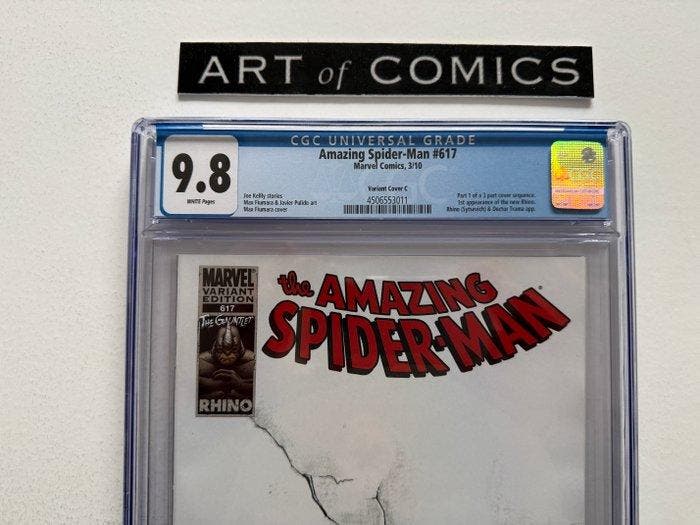 ART of COMICS
CGC UNIVERSAL GRADE
Amazing Spider-Man #617
Marvel Comics, 3/10
9.8
WHITE Pages
Variant Cover C
4506553011
Joe Kelly stories
Max Fiumara & Javier Pulido art
Max Fiumara cover
Part 1 of a 3 part cover sequence.
1st appearance of the new Rhino.
Rhino (Sytsevich) & Doctor Trauma app.
CGC
MARVEL
VARIANT
EDITION
617
THE GAUNTLET
RHINO
the AMAZING
SPIDER-MAN